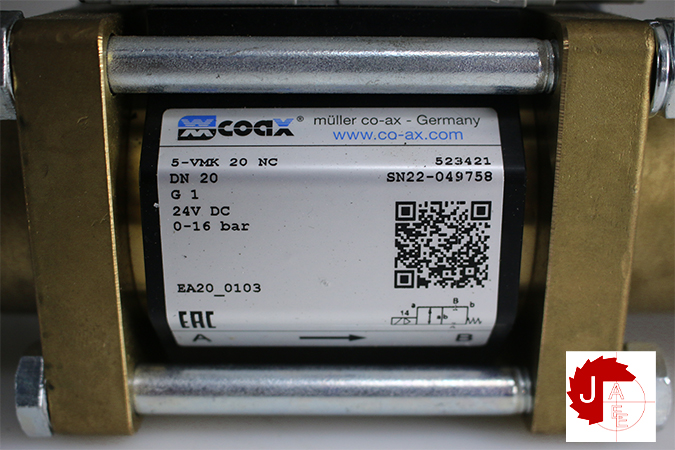 coax® müller co-ax - Germany
www.co-ax.com
5-VMK 20 NC 523421
DN 20 SN22-049758
G 1
24V DC
0-16 bar
EA20_0103
a B b
14 a b
EAC
A B
J AEE